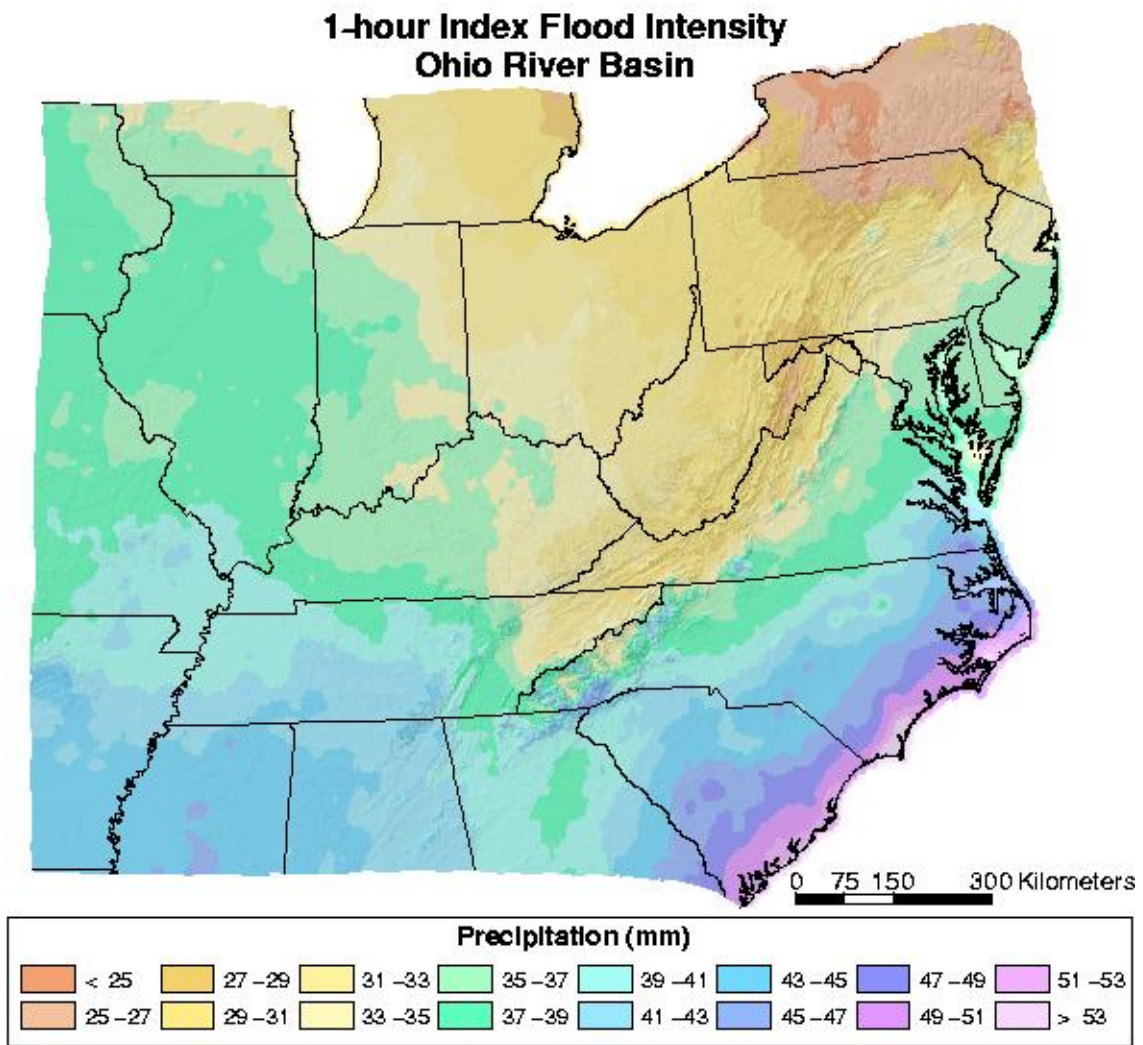 1-hour Index Flood Intensity
Ohio River Basin
0 75 150 300 Kilometers
Precipitation (mm)
< 25 27 -29 31 -33 35 -37 39 -41 43 -45 47 -49 51 -53
25 -27 29 -31 33 -35 37 -39 41 -43 45 -47 49 -51 > 53